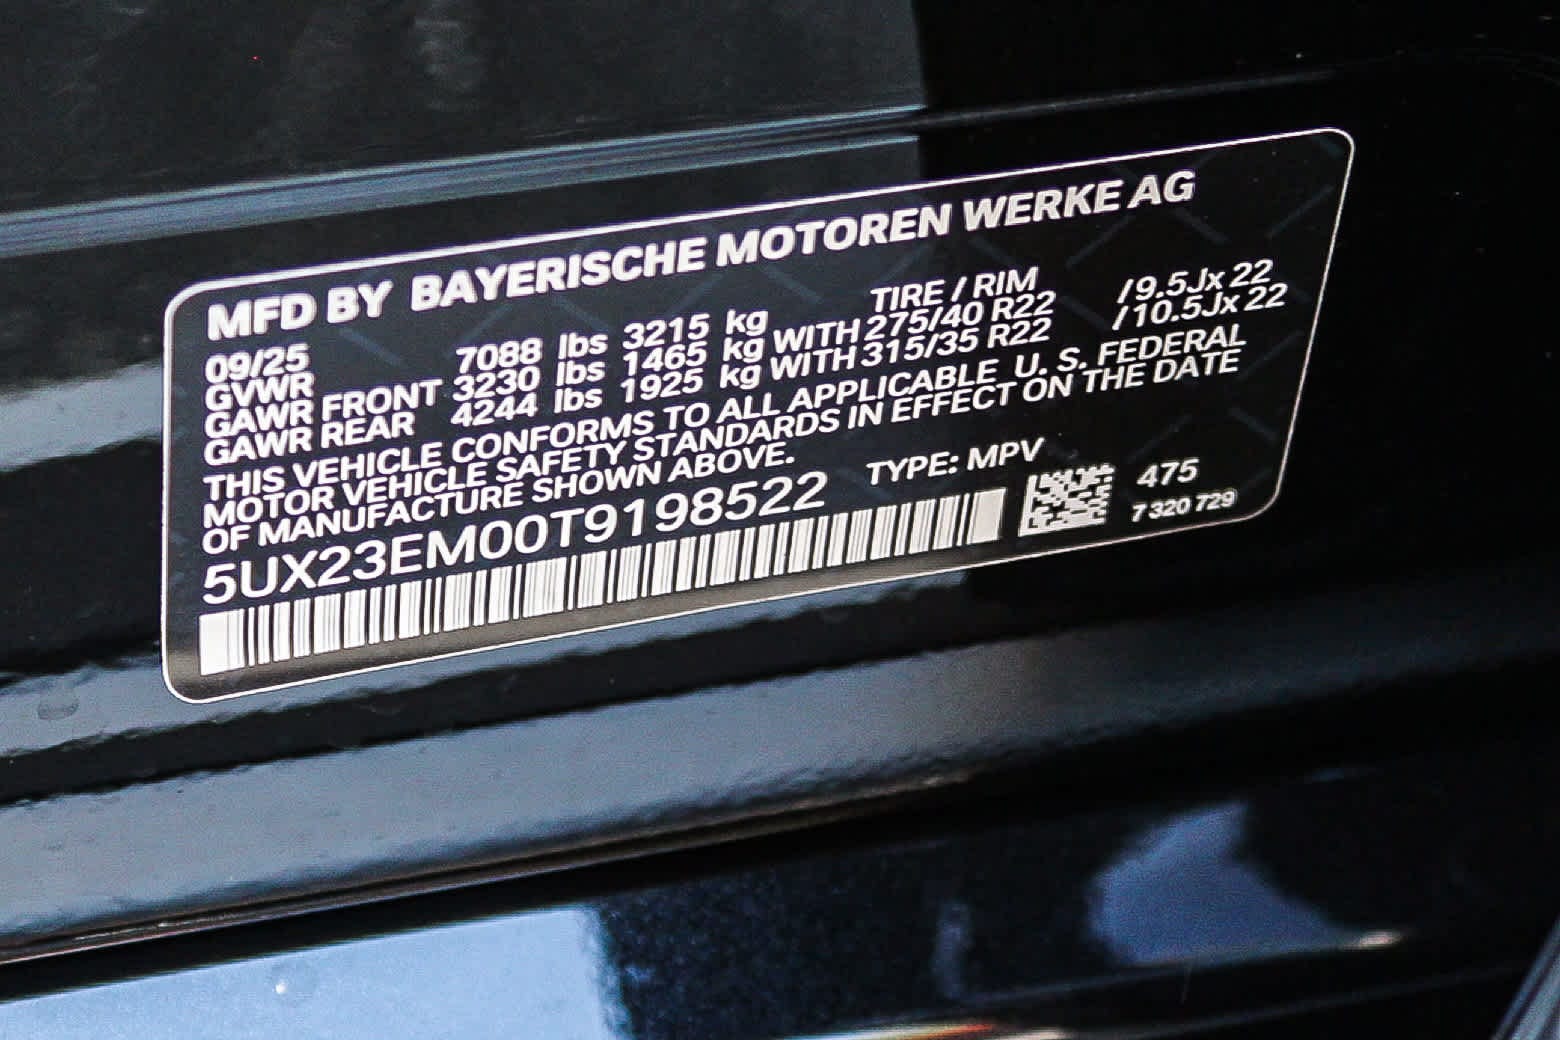 MFD BY BAYERISCHE MOTOREN WERKE AG
09/25 TIRE / RIM
GVWR 7088 lbs 3215 kg
GAWR FRONT 3230 lbs 1465 kg WITH 275/40 R22 /9.5Jx 22
GAWR REAR 4244 lbs 1925 kg WITH 315/35 R22 /10.5Jx 22
THIS VEHICLE CONFORMS TO ALL APPLICABLE U. S. FEDERAL
MOTOR VEHICLE SAFETY STANDARDS IN EFFECT ON THE DATE
OF MANUFACTURE SHOWN ABOVE.
5UX23EM00T9198522 TYPE: MPV
475
7 320 729